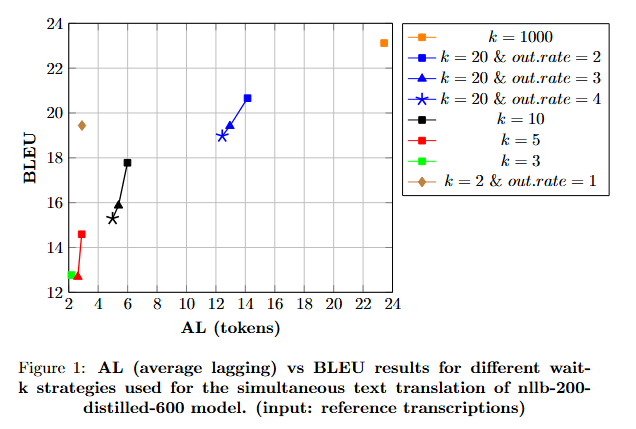 24
22
20
18
16
14
12
BLEU
2 4 6 8 10 12 14 16 18 20 22 24
AL (tokens)
k = 1000
k = 20 & out.rate = 2
k = 20 & out.rate = 3
k = 20 & out.rate = 4
k = 10
k = 5
k = 3
k = 2 & out.rate = 1
Figure 1: AL (average lagging) vs BLEU results for different wait-
k strategies used for the simultaneous text translation of nllb-200-
distilled-600 model. (input: reference transcriptions)